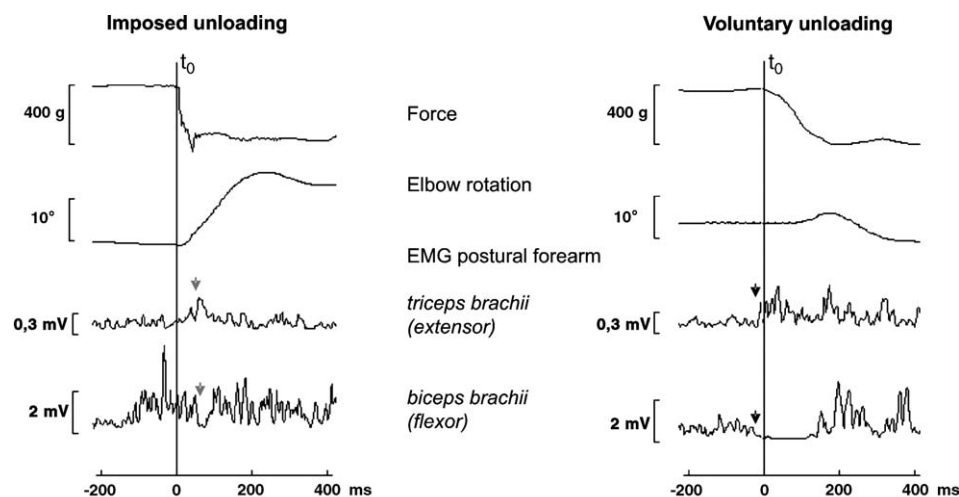 Imposed unloading
Voluntary unloading
t0
t0
400 g
Force
400 g
Elbow rotation
10°
10°
EMG postural forearm
triceps brachii
(extensor)
0,3 mV
0,3 mV
biceps brachii
(flexor)
2 mV
2 mV
-200 0 200 400 ms
-200 0 200 400 ms